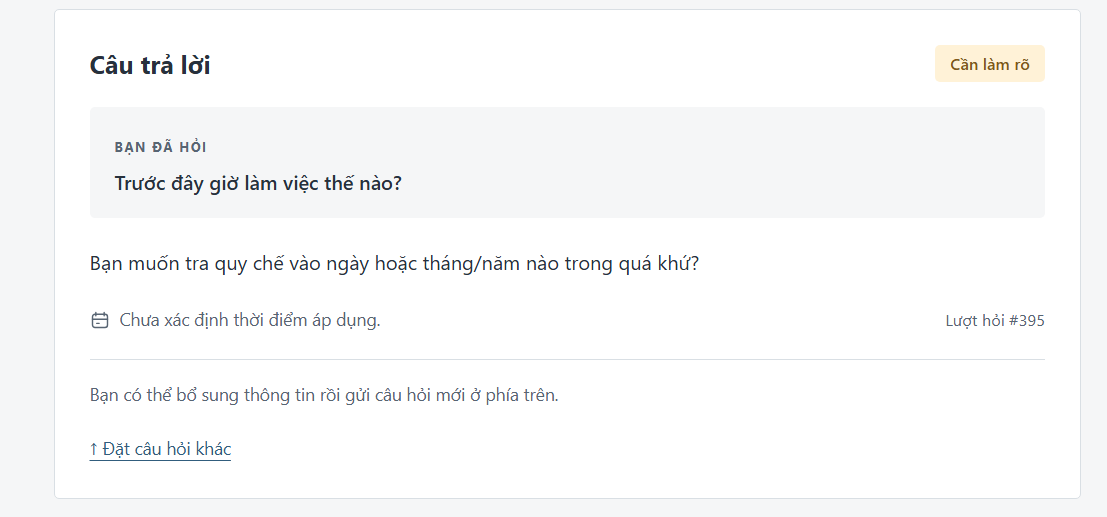 Câu trả lời
Cần làm rõ
BẠN ĐÃ HỎI
Trước đây giờ làm việc thế nào?
Bạn muốn tra quy chế vào ngày hoặc tháng/năm nào trong quá khứ?
Chưa xác định thời điểm áp dụng.
Lượt hỏi #395
Bạn có thể bổ sung thông tin rồi gửi câu hỏi mới ở phía trên.
↑ Đặt câu hỏi khác